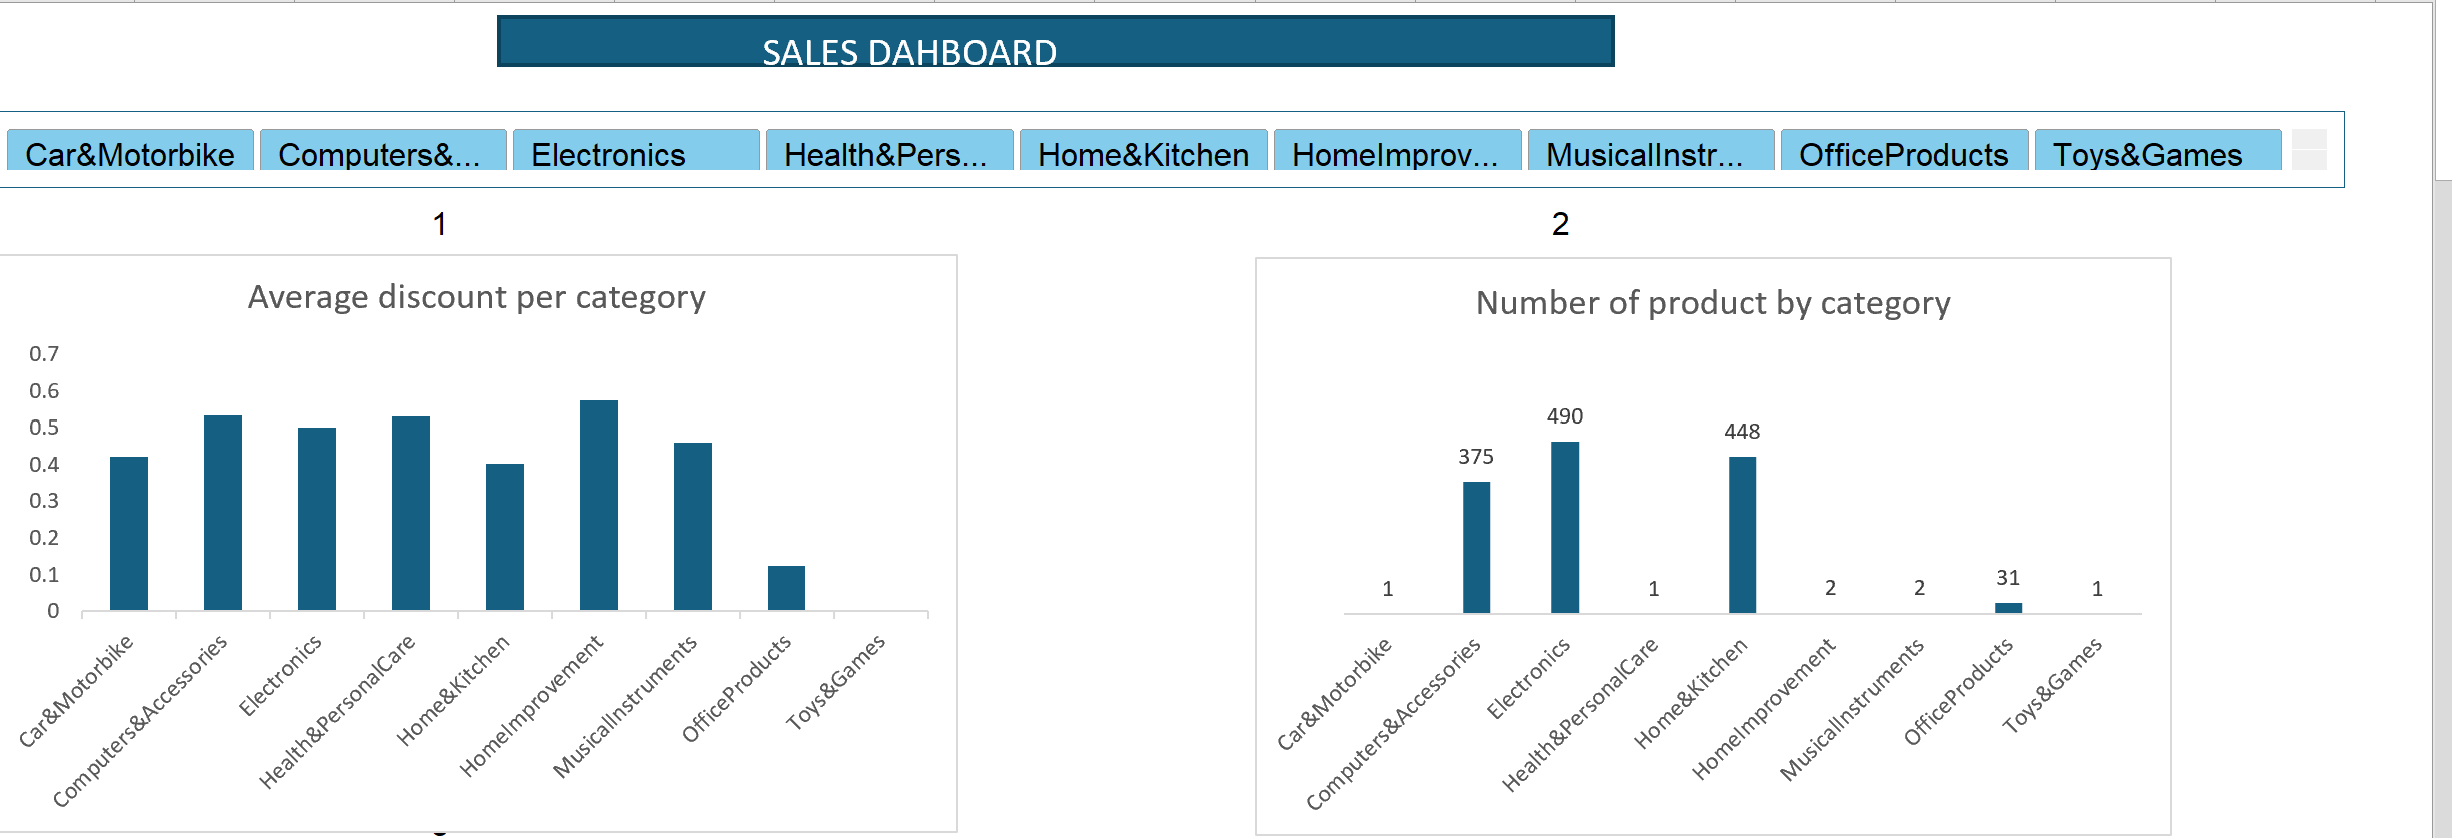 SALES DAHBOARD
Car&Motorbike
Computers&...
Electronics
Health&Pers...
Home&Kitchen
HomeImprov...
MusicalInstr...
OfficeProducts
Toys&Games
1
2
Average discount per category
0.7
0.6
0.5
0.4
0.3
0.2
0.1
0
Car&Motorbike
Computers&Accessories
Electronics
Health&PersonalCare
Home&Kitchen
HomeImprovement
MusicalInstruments
OfficeProducts
Toys&Games
Number of product by category
1
375
490
1
448
2
2
31
1
Car&Motorbike
Computers&Accessories
Electronics
Health&PersonalCare
Home&Kitchen
HomeImprovement
MusicalInstruments
OfficeProducts
Toys&Games